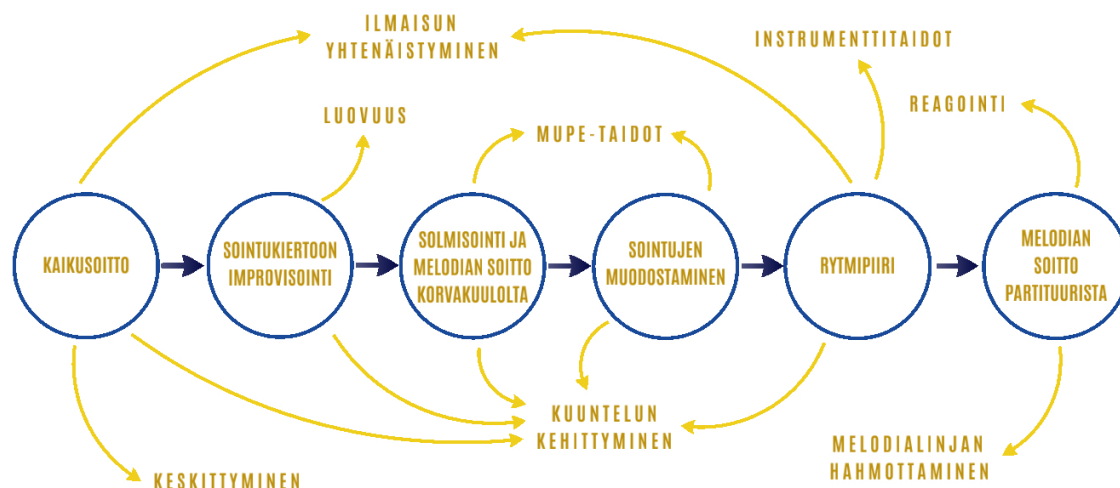 ILMAISUN
YHTENÄISTYMINEN
INSTRUMENTTITAIDOT
REAGOINTI
LUOVUUS
MUPE-TAIDOT
KAIKUSOITTO
SOINTUKIERTOON
IMPROVISOINTI
SOLMISOINTI JA
MELODIAN SOITTO
KORVAKUULOLTA
SOINTUJEN
MUODOSTAMINEN
RYTMIPIIRI
MELODIAN
SOITTO
PARTITUURISTA
KUUNTELUN
KEHITTYMINEN
MELODIALINJAN
HAHMOTTAMINEN
KESKITTYMINEN